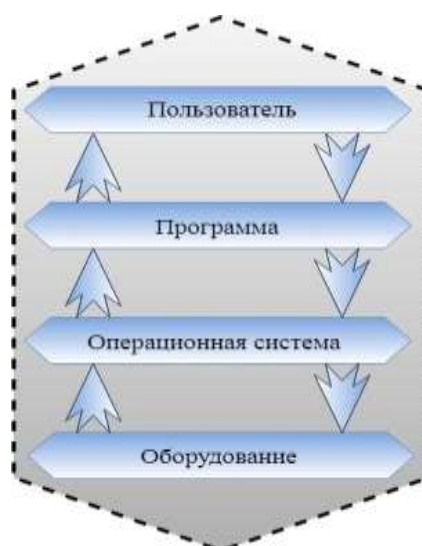 Пользователь
Программа
Операционная система
Оборудование